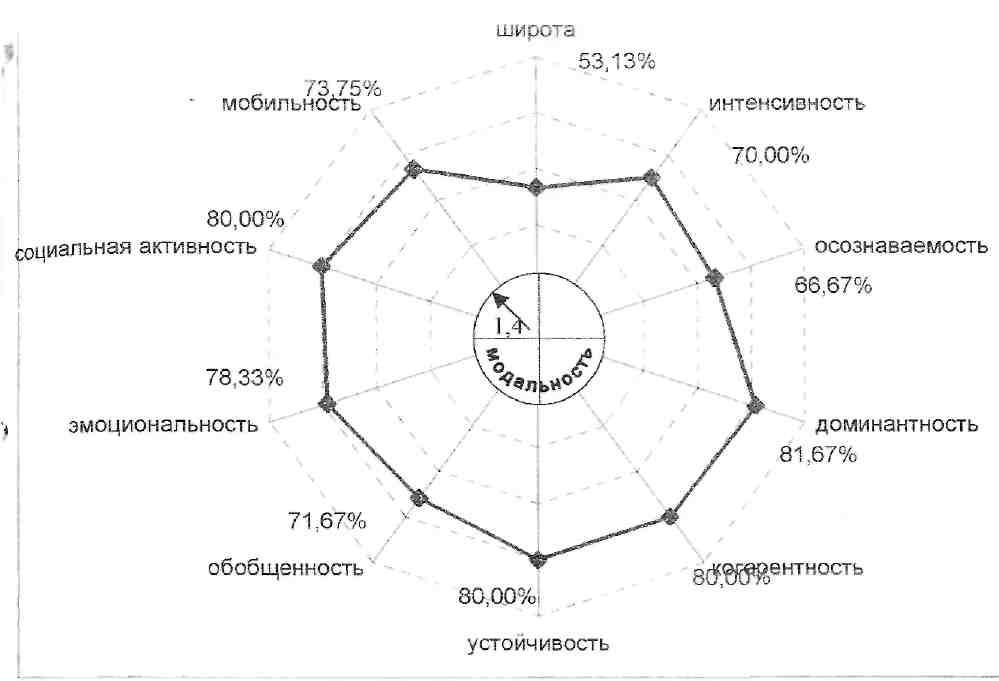 широта
53,13%
73,75%
мобильность
интенсивность
70,00%
80,00%
социальная активность
осознаваемость
66,67%
1,4
модальность
78,33%
эмоциональность
доминантность
81,67%
71,67%
обобщенность
когерентность
80,00%
80,00%
устойчивость